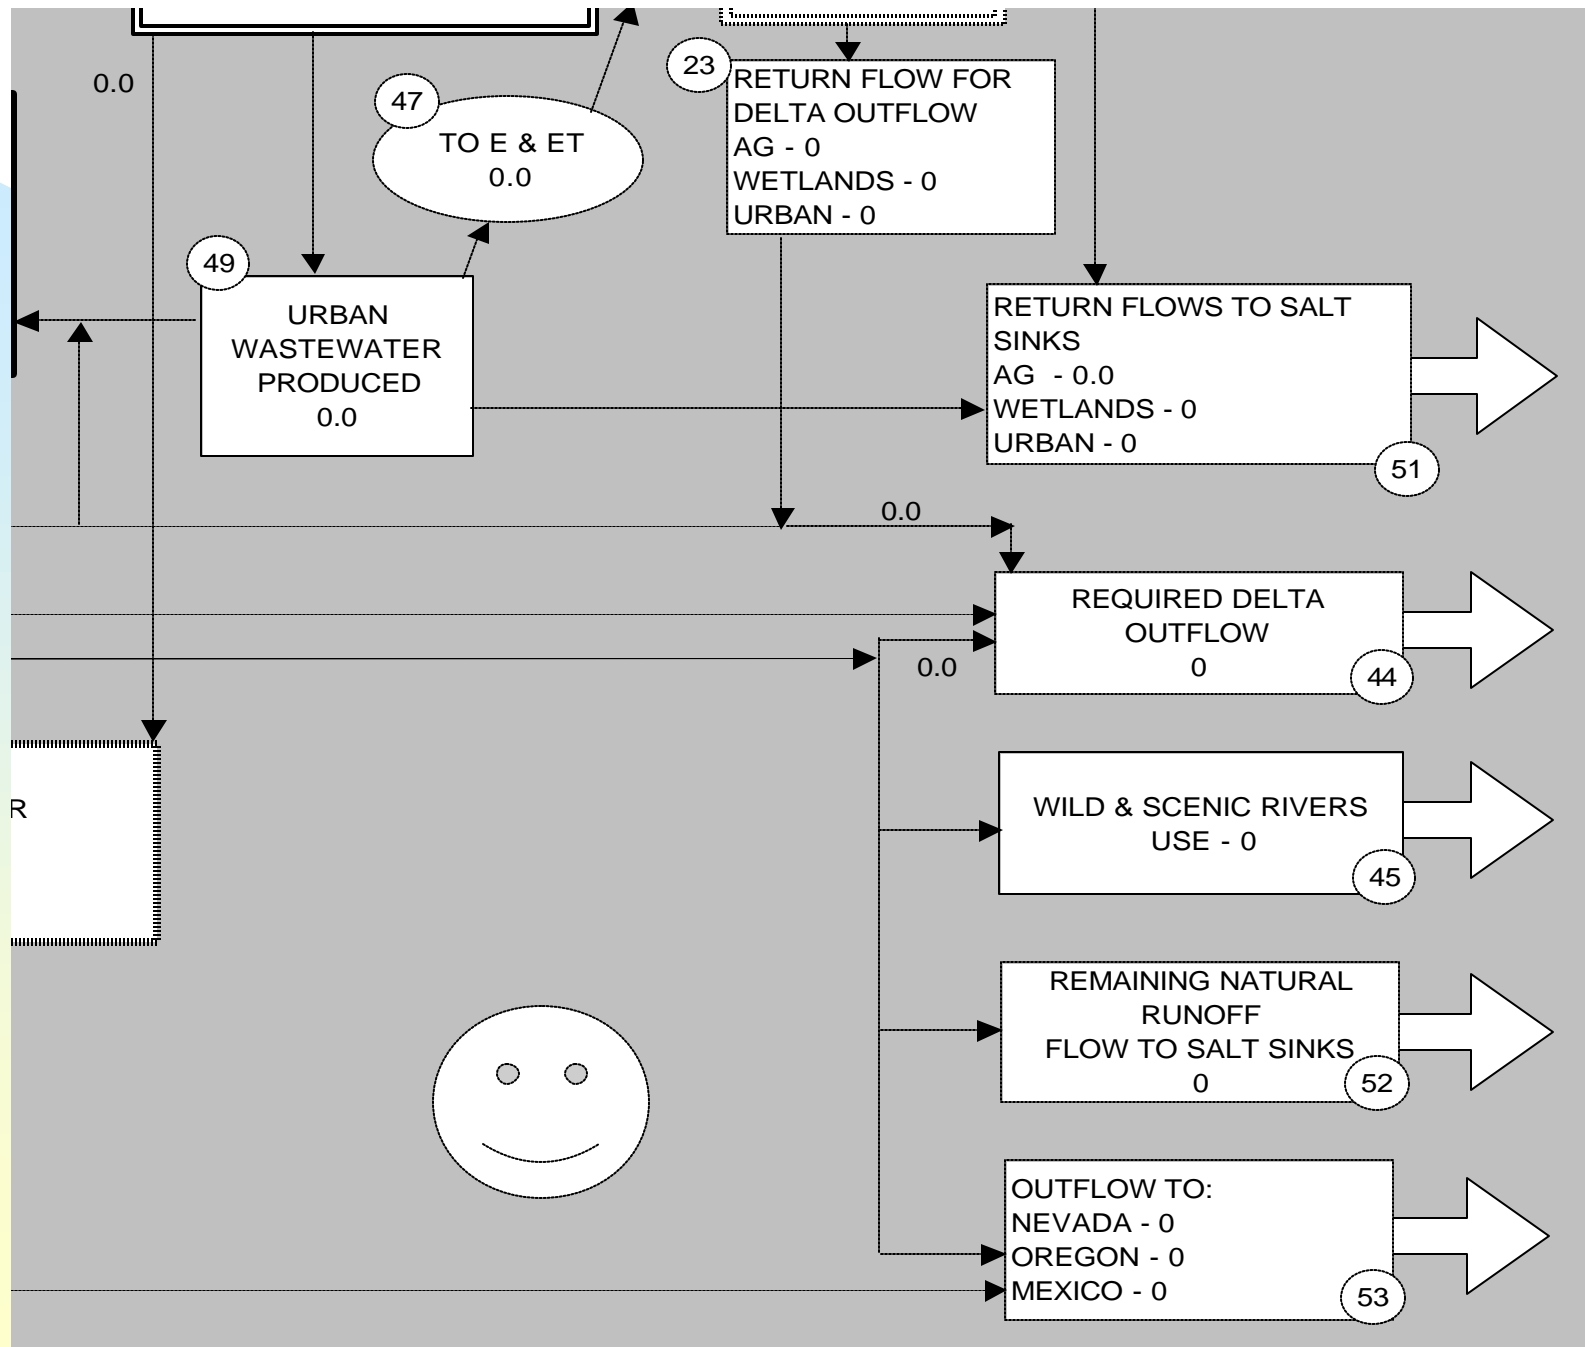 0.0
47
TO E & ET
0.0
23
RETURN FLOW FOR
DELTA OUTFLOW
AG - 0
WETLANDS - 0
URBAN - 0
49
URBAN
WASTEWATER
PRODUCED
0.0
RETURN FLOWS TO SALT
SINKS
AG  - 0.0
WETLANDS - 0
URBAN - 0
51
0.0
REQUIRED DELTA
OUTFLOW
0
44
0.0
R
WILD & SCENIC RIVERS
USE - 0
45
REMAINING NATURAL
RUNOFF
FLOW TO SALT SINKS
0
52
OUTFLOW TO:
NEVADA - 0
OREGON - 0
MEXICO - 0
53